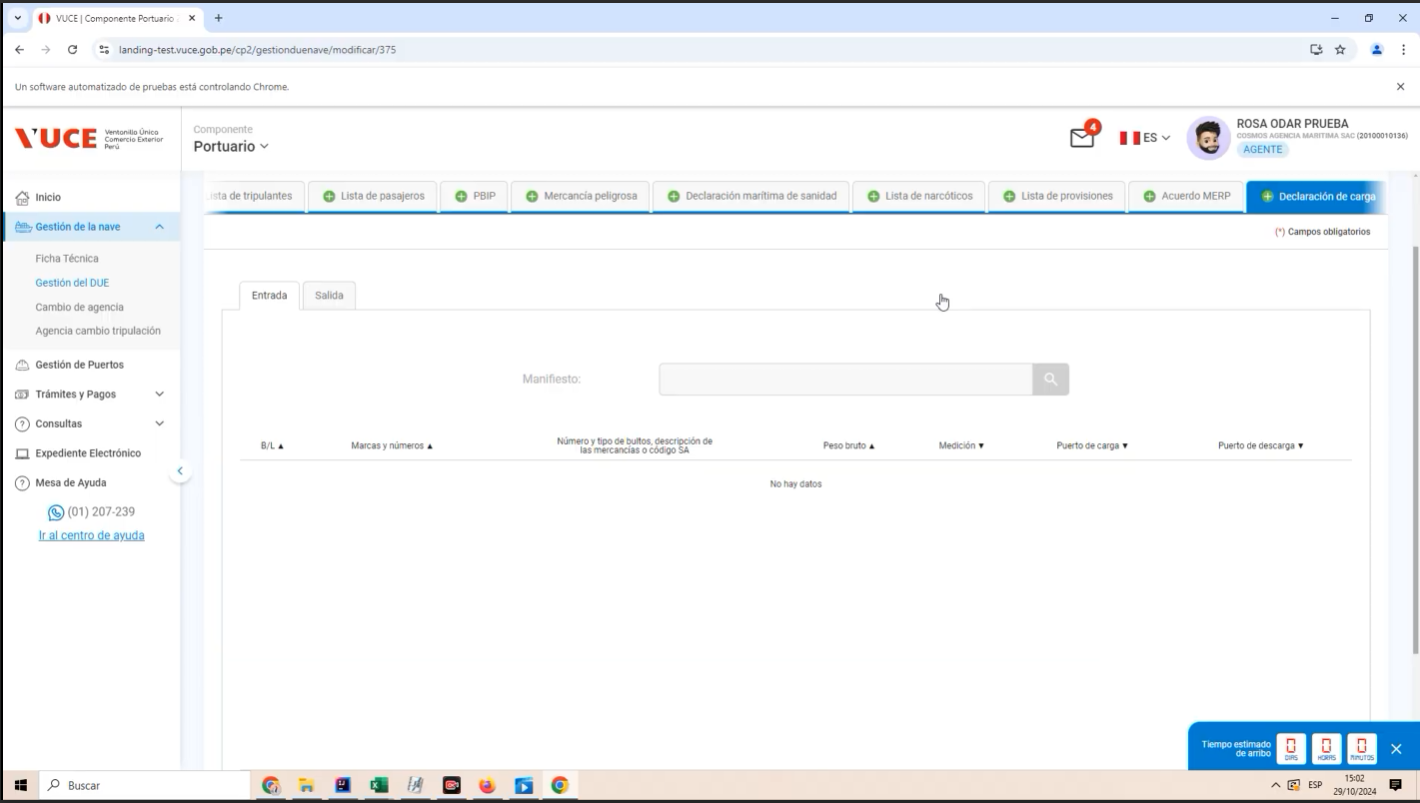 VUCE | Componente Portuario
landing-test.vuce.gob.pe/cp2/gestionduenave/modificar/375
Un software automatizado de pruebas está controlando Chrome.
VUCE
Ventanilla Única
Comercio Exterior
Perú
Componente
Portuario
4
ES
ROSA ODAR PRUEBA
COSMOS AGENCIA MARITIMA SAC (20100010136)
AGENTE
Inicio
Gestión de la nave
Ficha Técnica
Gestión del DUE
Cambio de agencia
Agencia cambio tripulación
Gestión de Puertos
Trámites y Pagos
Consultas
Expediente Electrónico
Mesa de Ayuda
(01) 207-239
Ir al centro de ayuda
Lista de tripulantes
Lista de pasajeros
PBIP
Mercancía peligrosa
Declaración marítima de sanidad
Lista de narcóticos
Lista de provisiones
Acuerdo MERP
Declaración de carga
(*) Campos obligatorios
Entrada
Salida
Manifiesto:
B/L ▲
Marcas y números ▲
Número y tipo de bultos, descripción de
las mercancías o código SA
Peso bruto ▲
Medición ▼
Puerto de carga ▼
Puerto de descarga ▼
No hay datos
Tiempo estimado
de arribo
0
DÍAS
0
HORAS
0
MINUTOS
Buscar
ESP
15:02
29/10/2024